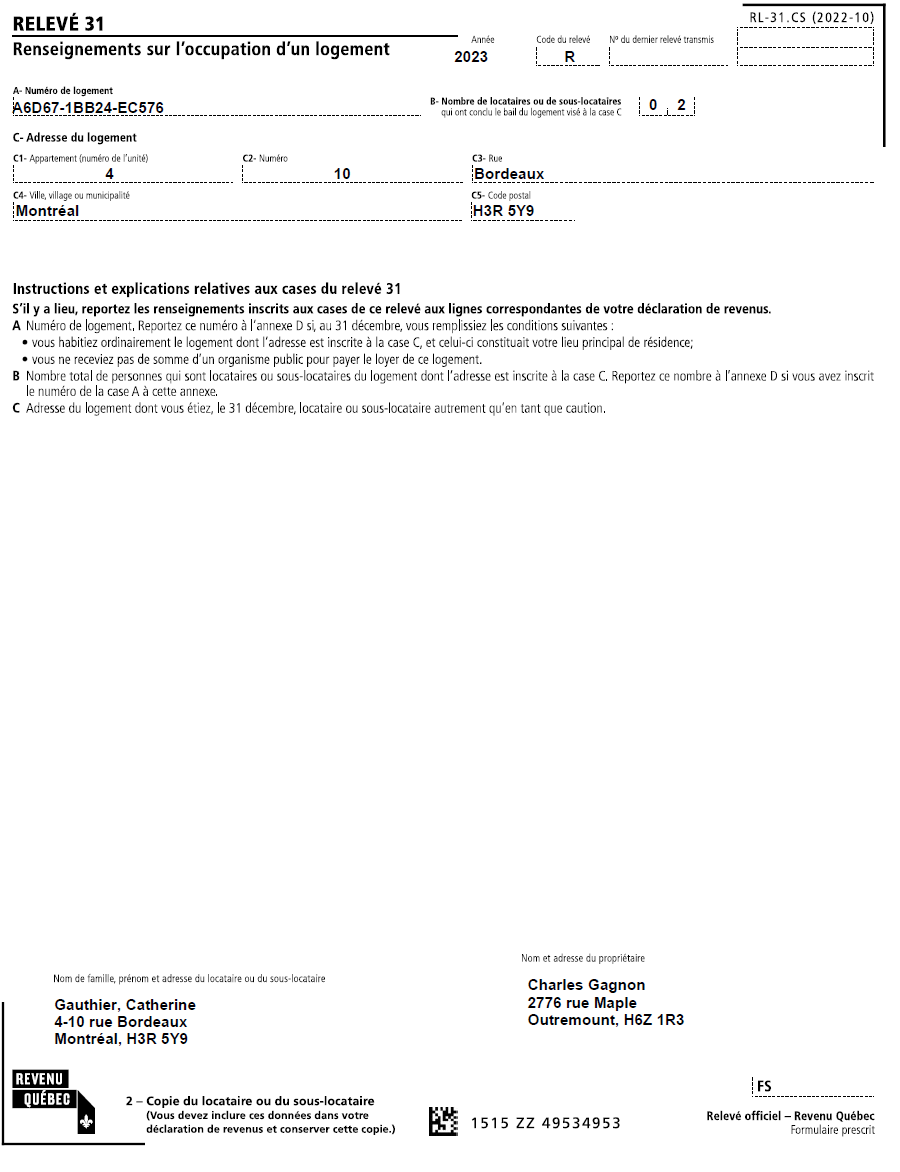 RELEVÉ 31
RL-31.CS (2022-10)
Renseignements sur l'occupation d'un logement
Année
Code du relevé
Nº du dernier relevé transmis
2023
R
A- Numéro de logement
A6D67-1BB24-EC576
B- Nombre de locataires ou de sous-locataires
qui ont conclu le bail du logement visé à la case C
0 2
C- Adresse du logement
C1- Appartement (numéro de l'unité)
C2- Numéro
C3- Rue
4
10
Bordeaux
C4- Ville, village ou municipalité
C5- Code postal
Montréal
H3R 5Y9
Instructions et explications relatives aux cases du relevé 31
S'il y a lieu, reportez les renseignements inscrits aux cases de ce relevé aux lignes correspondantes de votre déclaration de revenus.
A Numéro de logement. Reportez ce numéro à l'annexe D si, au 31 décembre, vous remplissiez les conditions suivantes :
• vous habitiez ordinairement le logement dont l'adresse est inscrite à la case C, et celui-ci constituait votre lieu principal de résidence;
• vous ne receviez pas de somme d'un organisme public pour payer le loyer de ce logement.
B Nombre total de personnes qui sont locataires ou sous-locataires du logement dont l'adresse est inscrite à la case C. Reportez ce nombre à l'annexe D si vous avez inscrit
le numéro de la case A à cette annexe.
C Adresse du logement dont vous étiez, le 31 décembre, locataire ou sous-locataire autrement qu'en tant que caution.
Nom de famille, prénom et adresse du locataire ou du sous-locataire
Gauthier, Catherine
4-10 rue Bordeaux
Montréal, H3R 5Y9
Nom et adresse du propriétaire
Charles Gagnon
2776 rue Maple
Outremount, H6Z 1R3
REVENU
QUÉBEC
2 – Copie du locataire ou du sous-locataire
(Vous devez inclure ces données dans votre
déclaration de revenus et conserver cette copie.)
1515 ZZ 49534953
FS
Relevé officiel – Revenu Québec
Formulaire prescrit